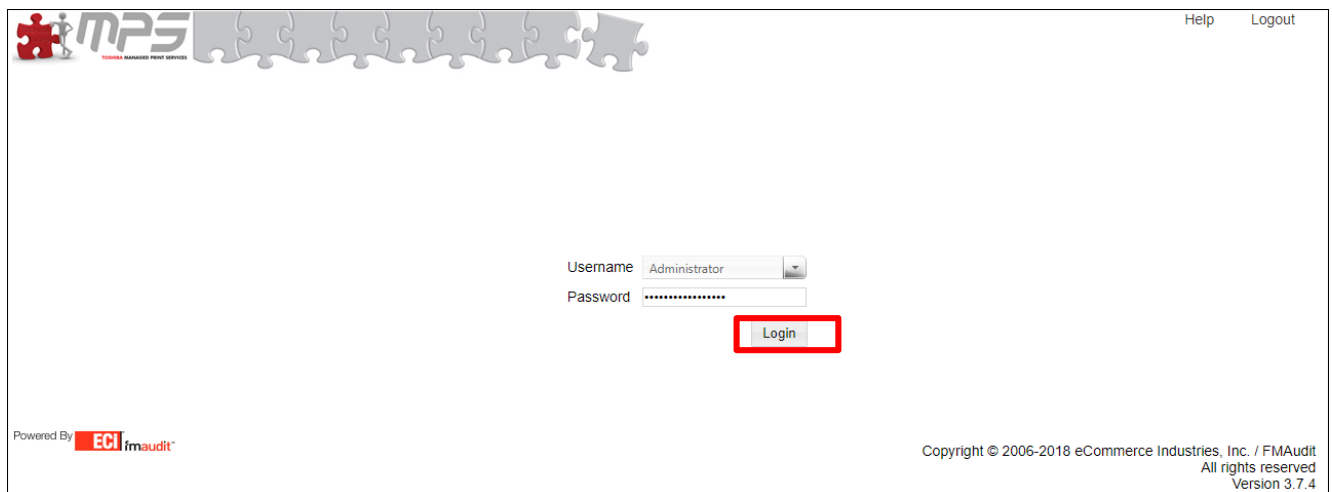 MPS
TOSHIBA MANAGED PRINT SERVICES
Help Logout
Username Administrator
Password •••••••••••••••••
Login
Powered By ECI fmaudit™
Copyright © 2006-2018 eCommerce Industries, Inc. / FMAudit
All rights reserved
Version 3.7.4